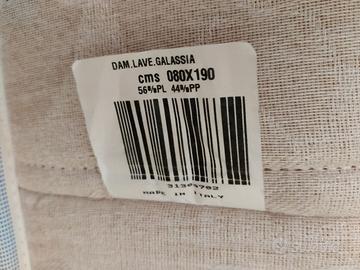 DAM.LAVE.GALASSIA
cms 080X190
56%PL 44%PP
MADE IN ITALY